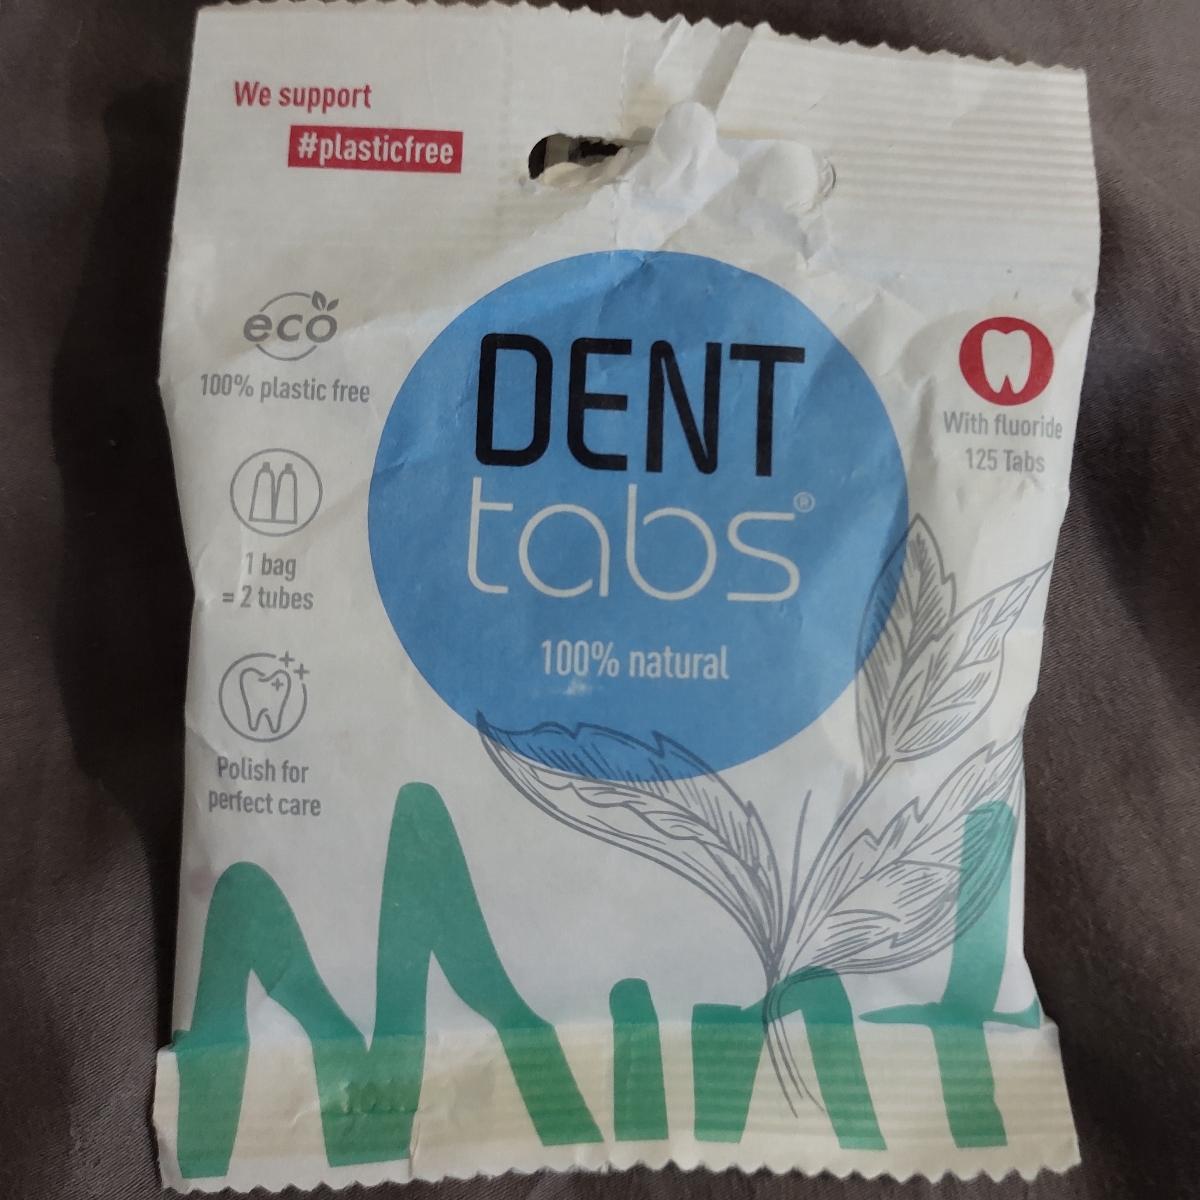 We support
#plasticfree
eco
100% plastic free
1 bag
= 2 tubes
Polish for
perfect care
DENT
tabs®
100% natural
With fluoride
125 Tabs
Mint